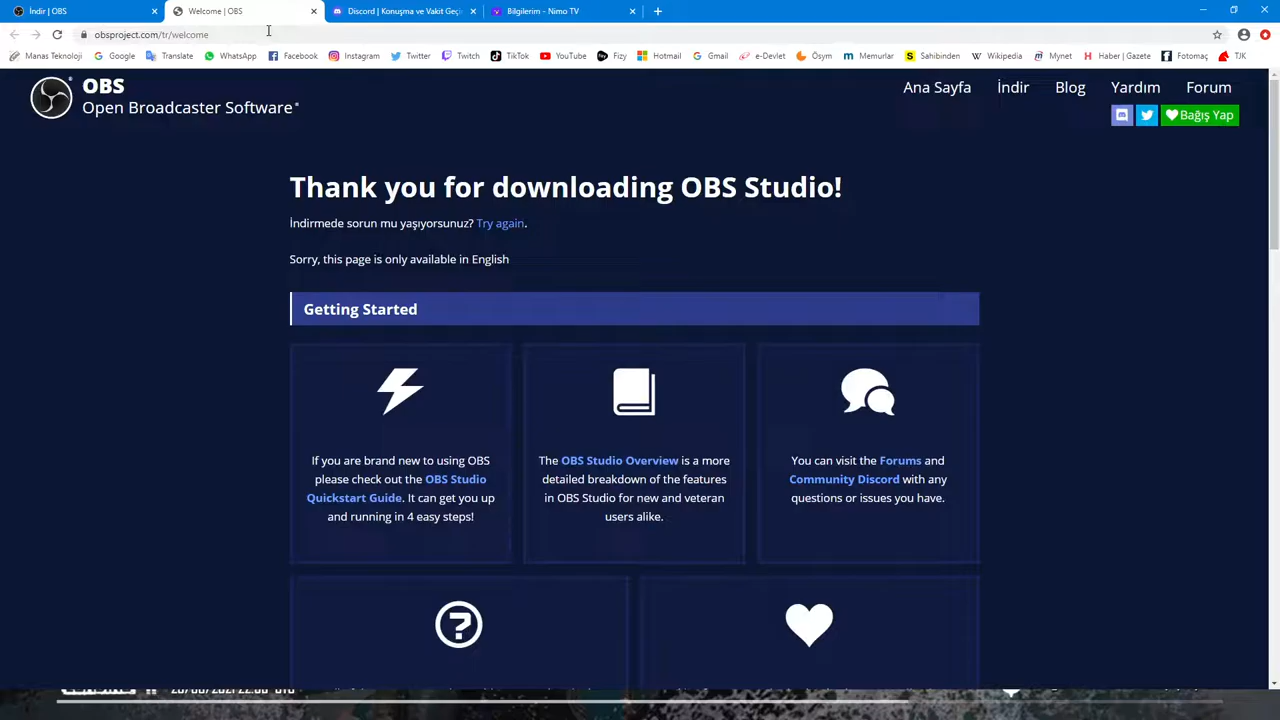 İndir | OBS
Welcome | OBS
Discord | Konuşma ve Vakit Geçi
Bilgilerim - Nimo TV
obsproject.com/tr/welcome
Manas Teknoloji
Google
Translate
WhatsApp
Facebook
Instagram
Twitter
Twitch
TikTok
YouTube
Fizy
Hotmail
Gmail
e-Devlet
Ösym
Memurlar
Sahibinden
Wikipedia
Mynet
Haber | Gazete
Fotomaç
TJK
OBS
Open Broadcaster Software
Ana Sayfa
İndir
Blog
Yardım
Forum
Bağış Yap
Thank you for downloading OBS Studio!
İndirmede sorun mu yaşıyorsunuz? Try again.
Sorry, this page is only available in English
Getting Started
If you are brand new to using OBS
please check out the OBS Studio
Quickstart Guide. It can get you up
and running in 4 easy steps!
The OBS Studio Overview is a more
detailed breakdown of the features
in OBS Studio for new and veteran
users alike.
You can visit the Forums and
Community Discord with any
questions or issues you have.